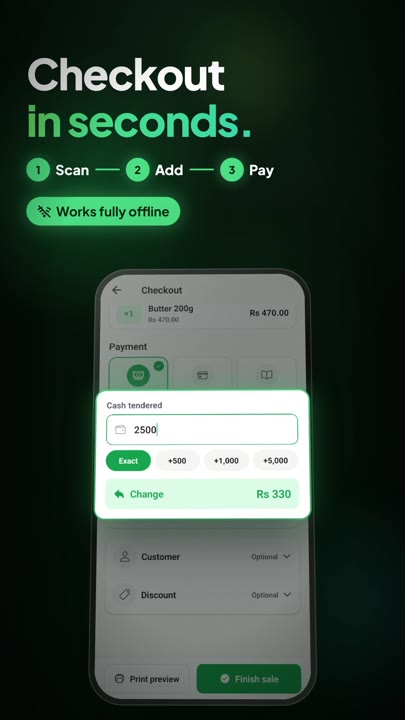 Checkout
in seconds.
1 Scan 2 Add 3 Pay
Works fully offline
Checkout
×1 Butter 200g Rs 470.00
Rs 470.00
Payment
Cash tendered
2500
Exact +500 +1,000 +5,000
Change Rs 330
Customer Optional
Discount Optional
Print preview Finish sale